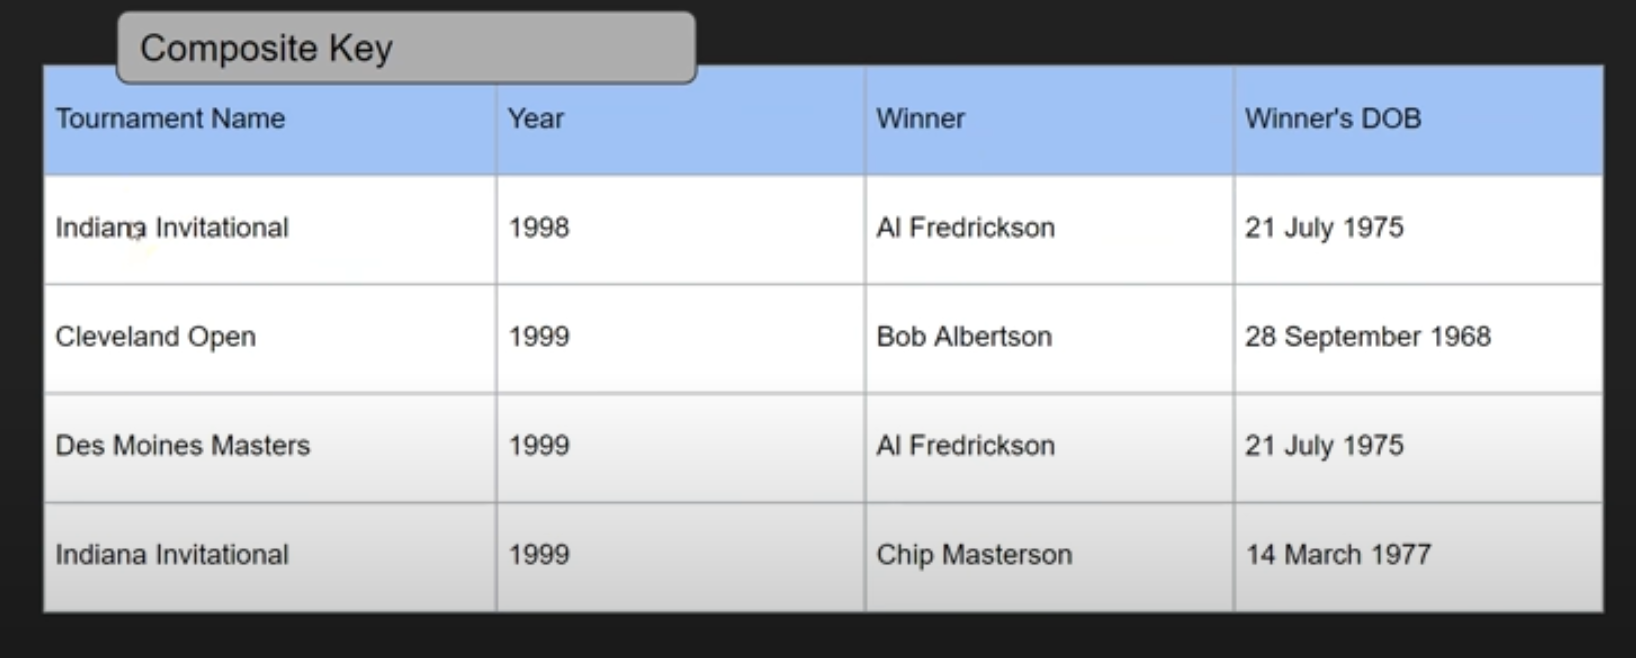 Composite Key
Tournament Name Year Winner Winner's DOB
Indiana Invitational 1998 Al Fredrickson 21 July 1975
Cleveland Open 1999 Bob Albertson 28 September 1968
Des Moines Masters 1999 Al Fredrickson 21 July 1975
Indiana Invitational 1999 Chip Masterson 14 March 1977